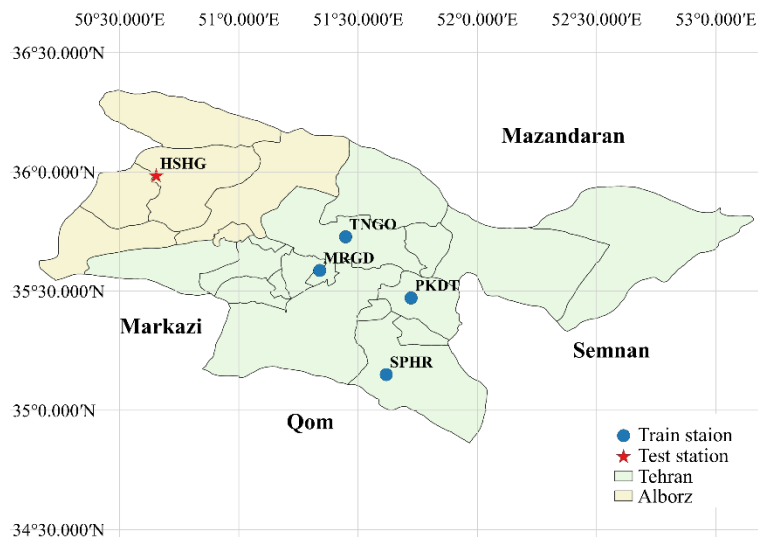 50°30.000′E 51°0.000′E 51°30.000′E 52°0.000′E 52°30.000′E 53°0.000′E
36°30.000′N
Mazandaran
HSHG
36°0.000′N
TNGO
MRGD
PKDT
35°30.000′N
Markazi
Semnan
SPHR
35°0.000′N
Qom
Train staion
Test station
Tehran
Alborz
34°30.000′N